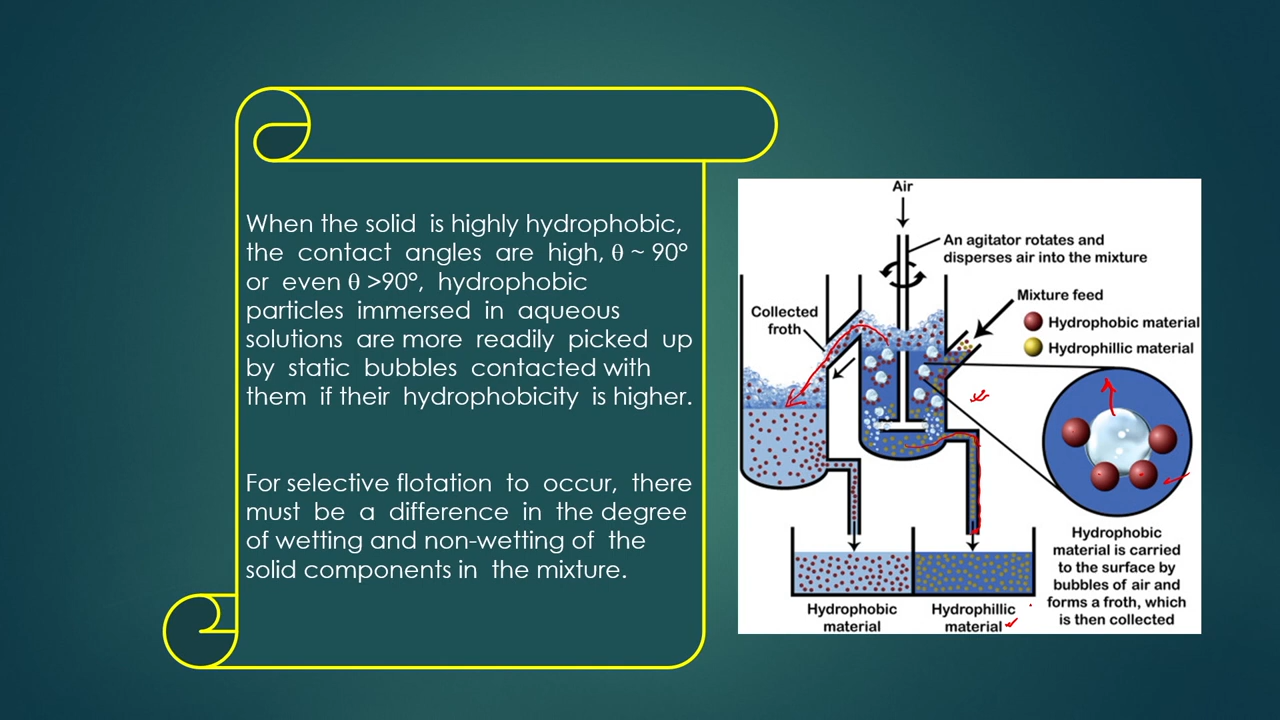 When the solid is highly hydrophobic,
the contact angles are high, θ ~ 90°
or even θ >90°, hydrophobic
particles immersed in aqueous
solutions are more readily picked up
by static bubbles contacted with
them if their hydrophobicity is higher.
For selective flotation to occur, there
must be a difference in the degree
of wetting and non-wetting of the
solid components in the mixture.
Air
An agitator rotates and
disperses air into the mixture
Mixture feed
Hydrophobic material
Hydrophillic material
Collected
froth
Hydrophobic
material is carried
to the surface by
bubbles of air and
forms a froth, which
is then collected
Hydrophobic
material
Hydrophillic
material